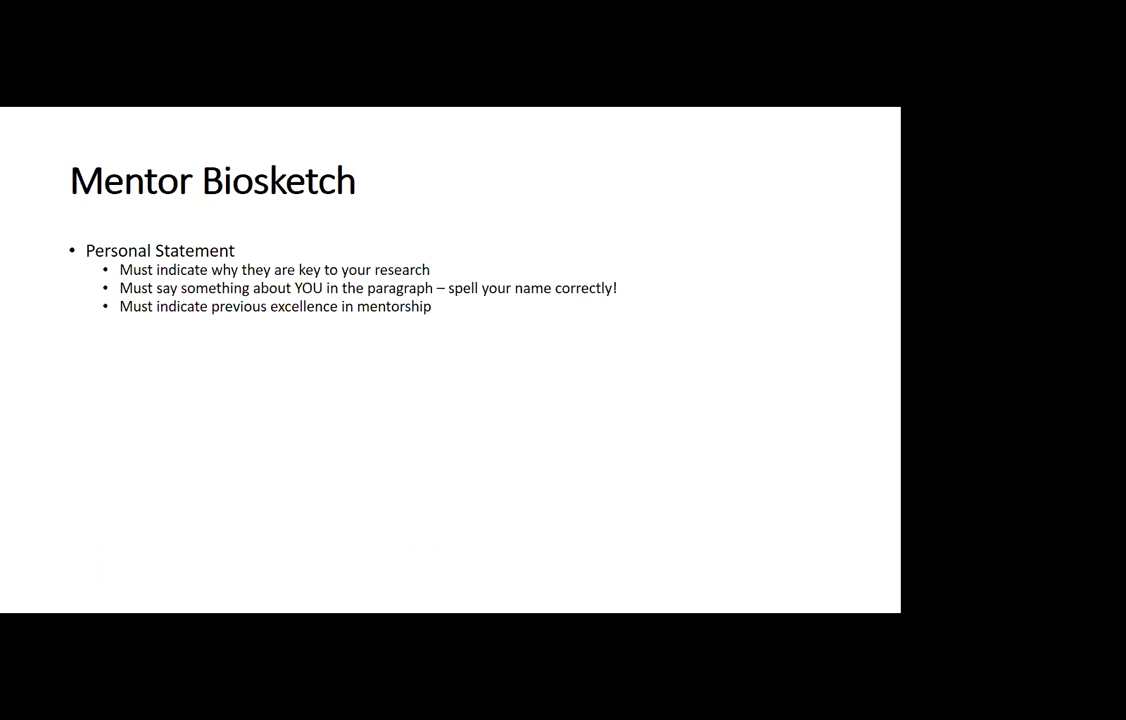 Mentor Biosketch
• Personal Statement
• Must indicate why they are key to your research
• Must say something about YOU in the paragraph – spell your name correctly!
• Must indicate previous excellence in mentorship